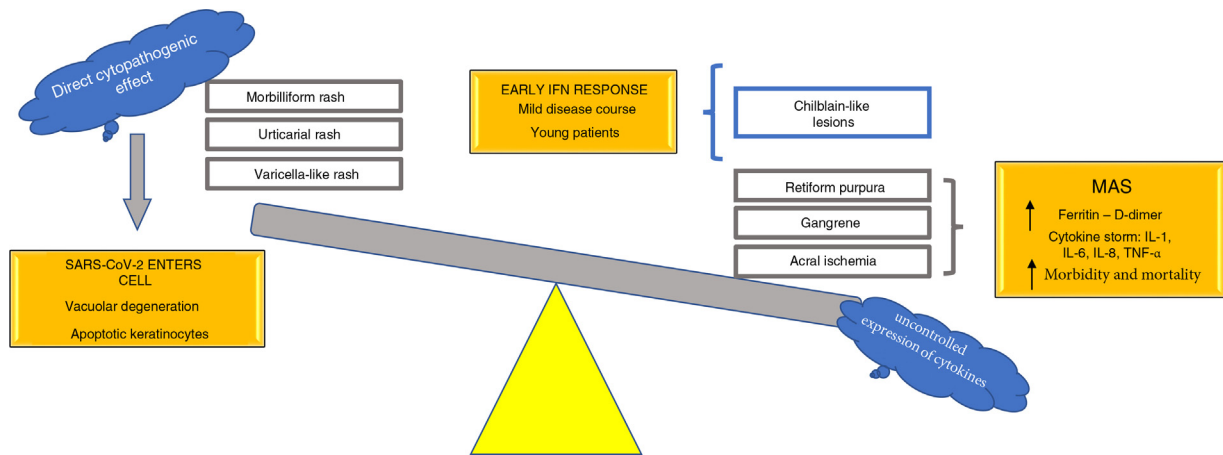 Direct cytopathogenic
effect
Morbilliform rash
Urticarial rash
Varicella-like rash
SARS-CoV-2 ENTERS
CELL
Vacuolar degeneration
Apoptotic keratinocytes
EARLY IFN RESPONSE
Mild disease course
Young patients
Chilblain-like
lesions
Retiform purpura
Gangrene
Acral ischemia
MAS
Ferritin – D-dimer
Cytokine storm: IL-1,
IL-6, IL-8, TNF-α
Morbidity and mortality
uncontrolled
expression of cytokines